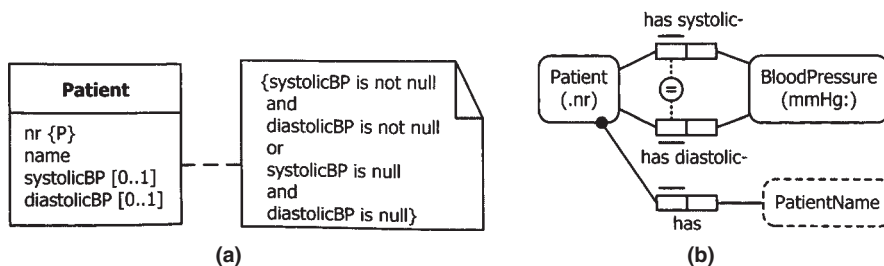 Patient
nr {P}
name
systolicBP [0..1]
diastolicBP [0..1]
{systolicBP is not null
and
diastolicBP is not null
or
systolicBP is null
and
diastolicBP is null}
(a)
has systolic-
Patient
(.nr)
=
BloodPressure
(mmHg:)
has diastolic-
has
PatientName
(b)